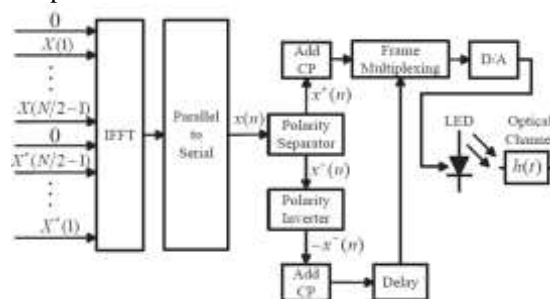 0
X(1)
X(N/2−1)
0
X*(N/2−1)
X*(1)
IFFT
Parallel
to
Serial
x(n)
Add
CP
x⁺(n)
Polarity
Separator
x⁻(n)
Polarity
Inverter
−x⁻(n)
Add
CP
Delay
Frame
Multiplexing
D/A
LED
Optical
Channel
h(t)